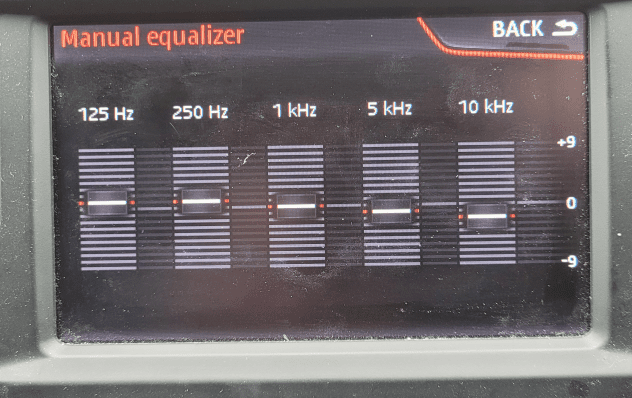 Manual equalizer
BACK
125 Hz 250 Hz 1 kHz 5 kHz 10 kHz
+9
0
-9